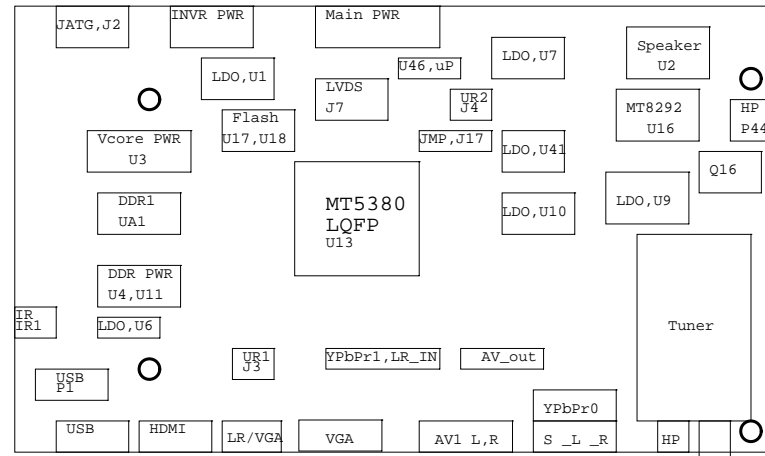 JATG,J2
INVR PWR
Main PWR
LDO,U1
U46,uP
LDO,U7
Speaker
U2
LVDS
J7
UR2
J4
MT8292
U16
HP
P44
Flash
U17,U18
Vcore PWR
U3
JMP,J17
LDO,U41
Q16
DDR1
UA1
MT5380
LQFP
U13
LDO,U10
LDO,U9
DDR PWR
U4,U11
IR
IR1
LDO,U6
Tuner
UR1
J3
YPbPr1,LR_IN
AV_out
USB
P1
YPbPr0
USB
HDMI
LR/VGA
VGA
AV1 L,R
S _L _R
HP